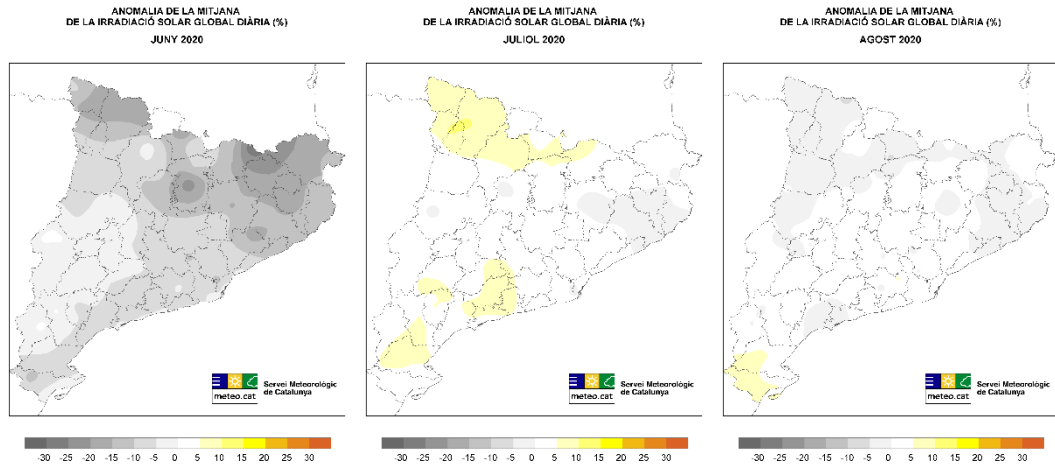 ANOMALIA DE LA MITJANA
DE LA IRRADIACIÓ SOLAR GLOBAL DIÀRIA (%)
JUNY 2020
meteo.cat
Servei Meteorològic
de Catalunya
-30 -25 -20 -15 -10 -5 0 5 10 15 20 25 30
ANOMALIA DE LA MITJANA
DE LA IRRADIACIÓ SOLAR GLOBAL DIÀRIA (%)
JULIOL 2020
meteo.cat
Servei Meteorològic
de Catalunya
-30 -25 -20 -15 -10 -5 0 5 10 15 20 25 30
ANOMALIA DE LA MITJANA
DE LA IRRADIACIÓ SOLAR GLOBAL DIÀRIA (%)
AGOST 2020
meteo.cat
Servei Meteorològic
de Catalunya
-30 -25 -20 -15 -10 -5 0 5 10 15 20 25 30